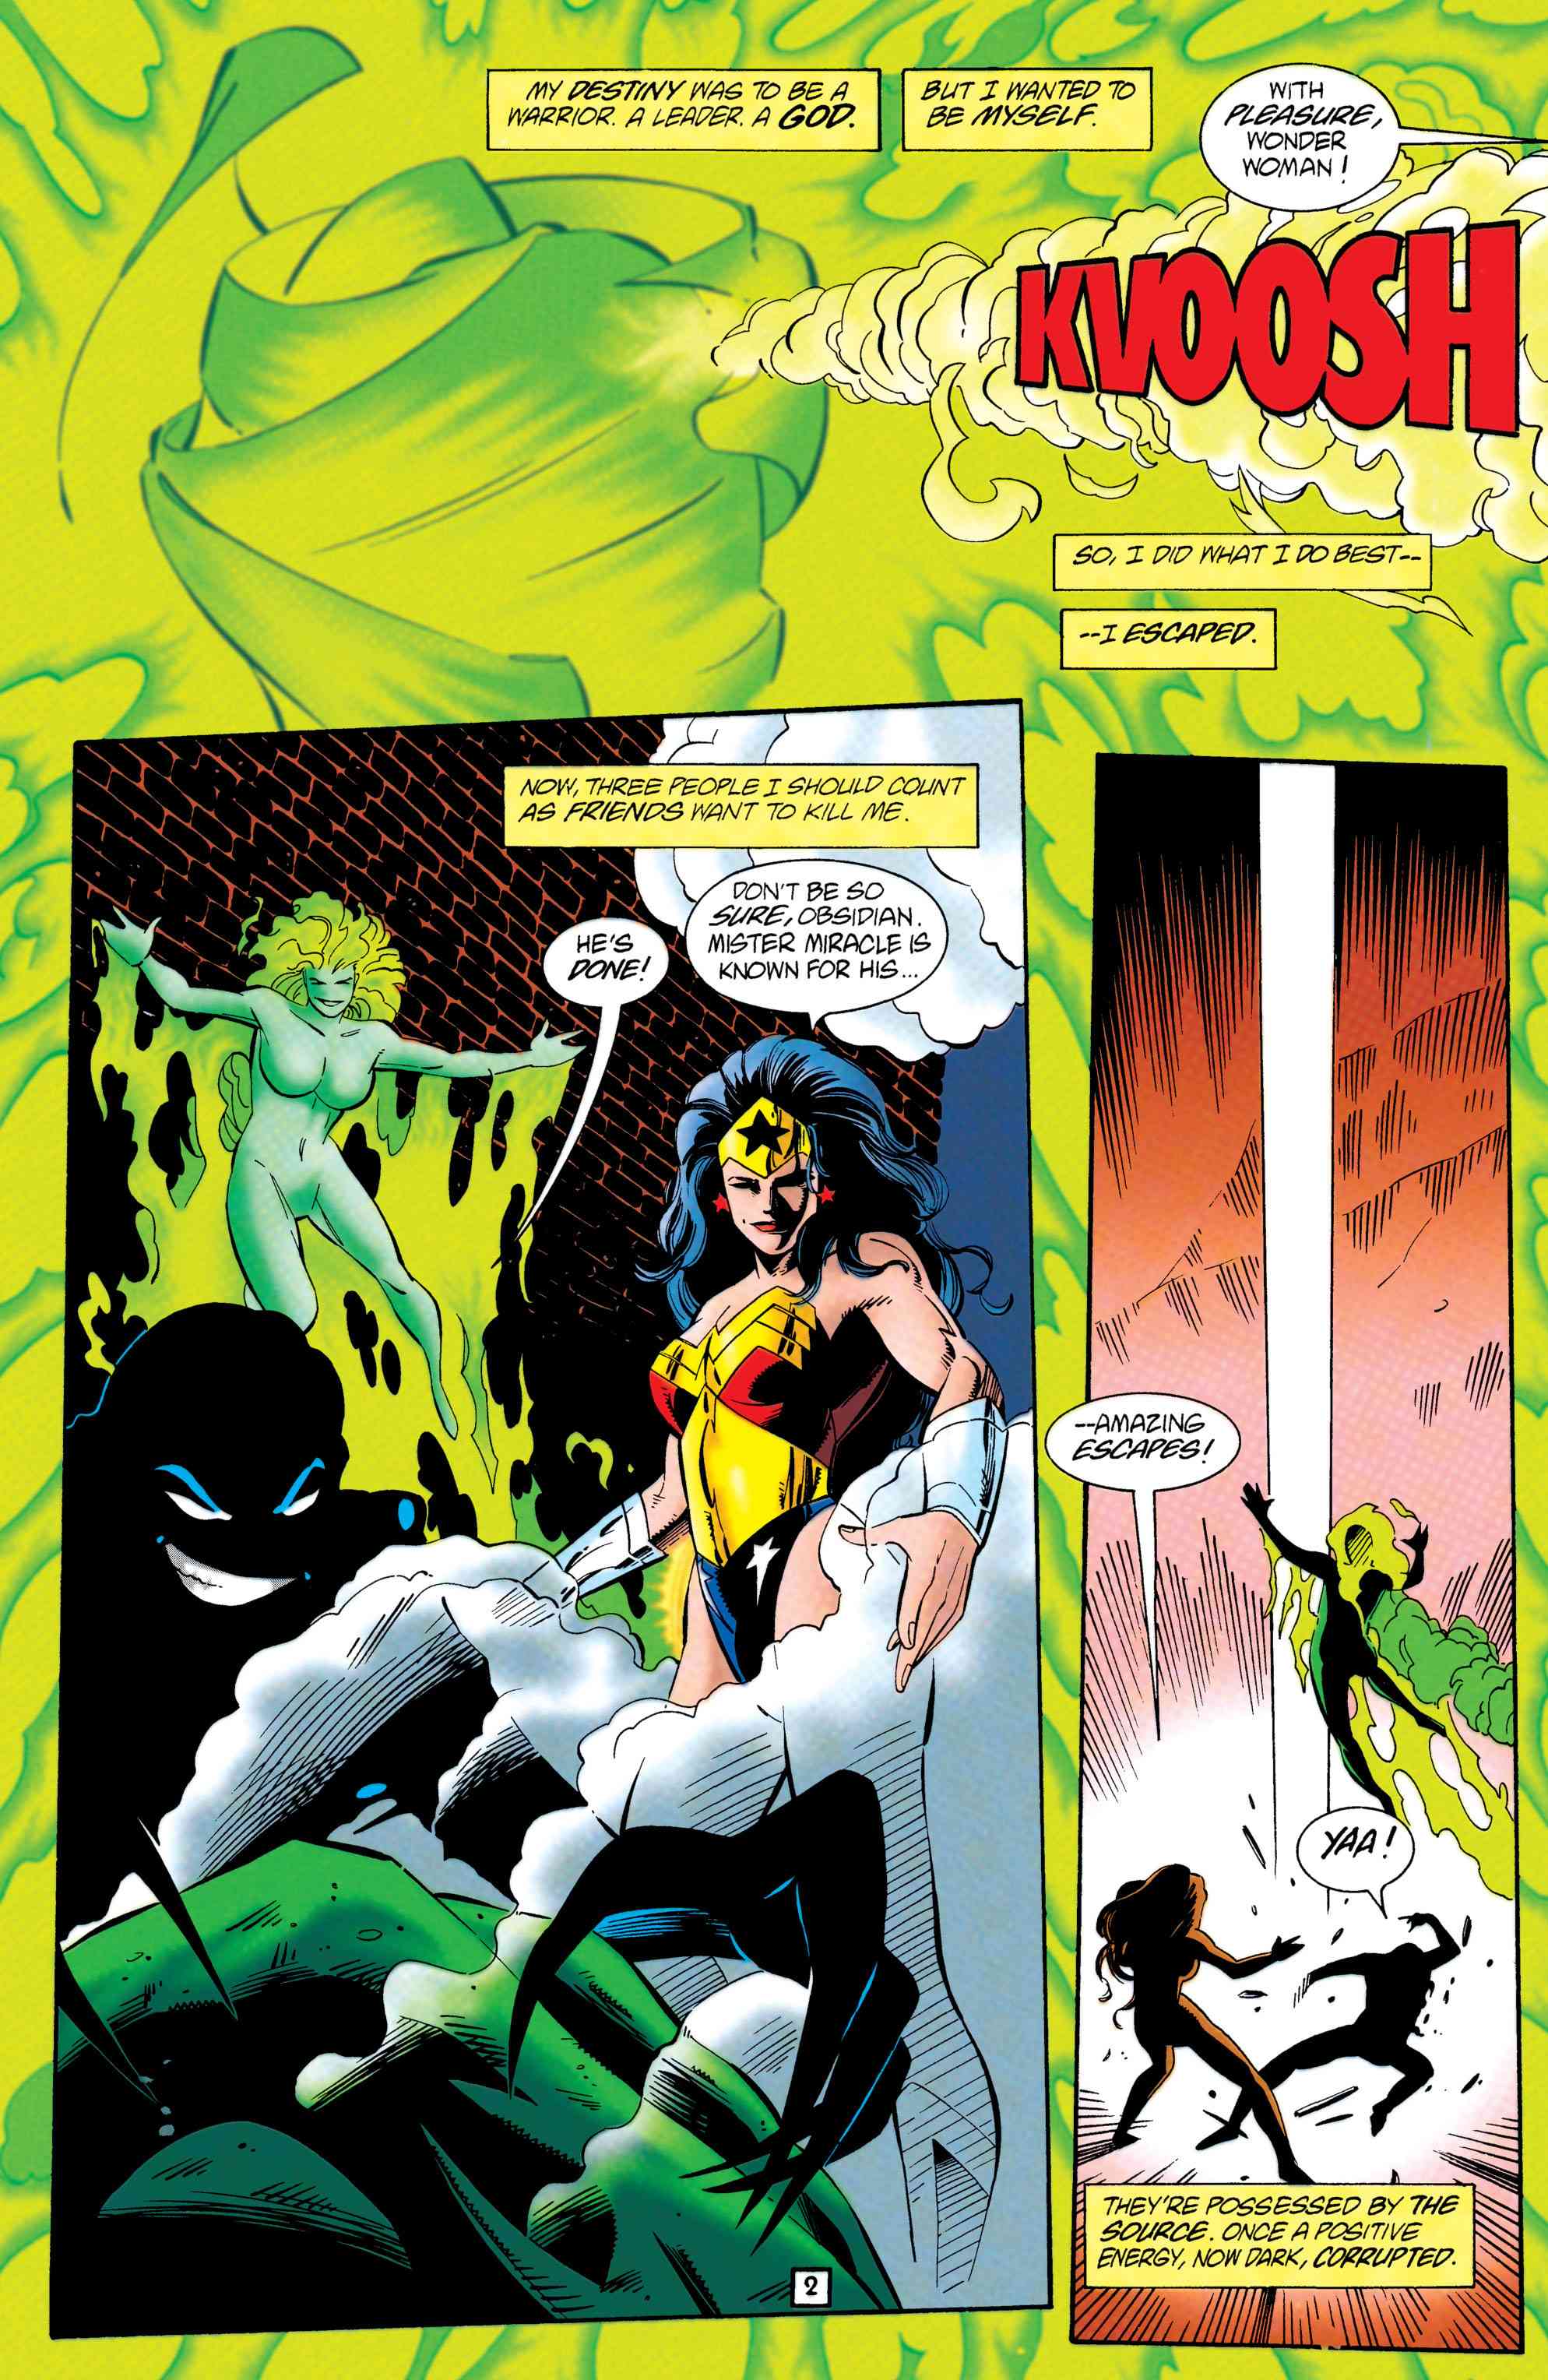 MY DESTINY WAS TO BE A
WARRIOR. A LEADER. A GOD.
BUT I WANTED TO
BE MYSELF.
WITH
PLEASURE,
WONDER
WOMAN!
KVOOSH
SO, I DID WHAT I DO BEST--
--I ESCAPED.
NOW, THREE PEOPLE I SHOULD COUNT
AS FRIENDS WANT TO KILL ME.
HE'S
DONE!
DON'T BE SO
SURE, OBSIDIAN.
MISTER MIRACLE IS
KNOWN FOR HIS...
--AMAZING
ESCAPES!
YAA!
THEY'RE POSSESSED BY THE
SOURCE. ONCE A POSITIVE
ENERGY, NOW DARK, CORRUPTED.
2